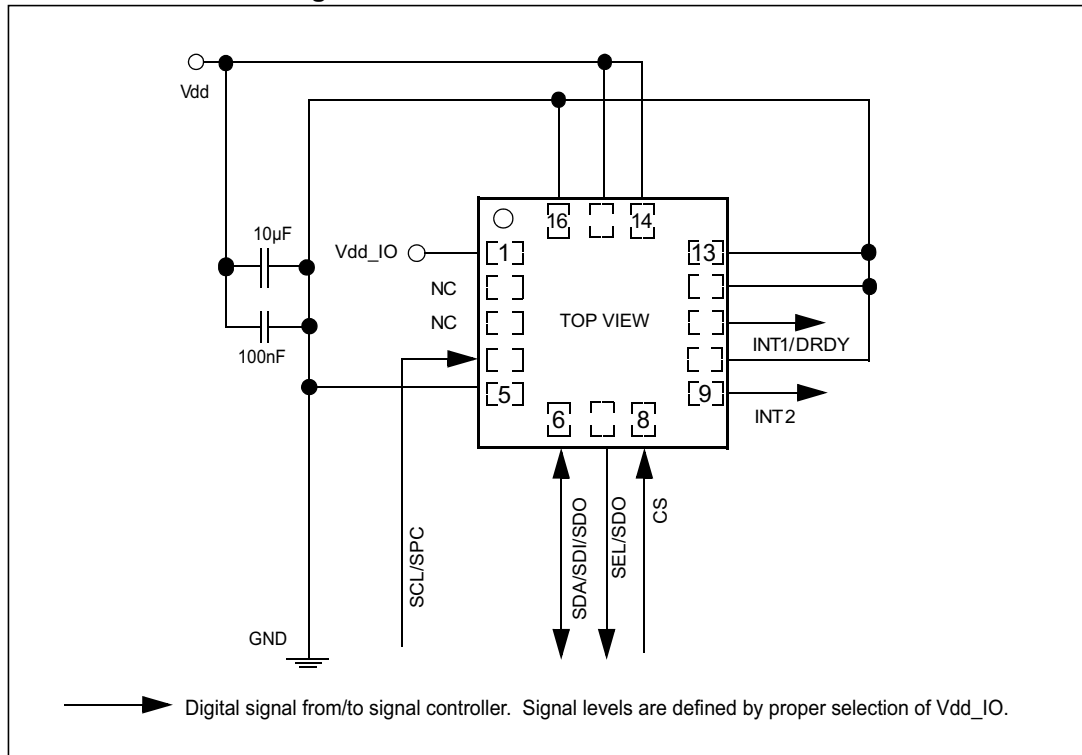 Vdd
16
14
10µF
Vdd_IO
1
13
NC
NC
TOP VIEW
INT1/DRDY
100nF
5
9
6
8
INT2
SCL/SPC
SDA/SDI/SDO
SEL/SDO
CS
GND
Digital signal from/to signal controller. Signal levels are defined by proper selection of Vdd_IO.